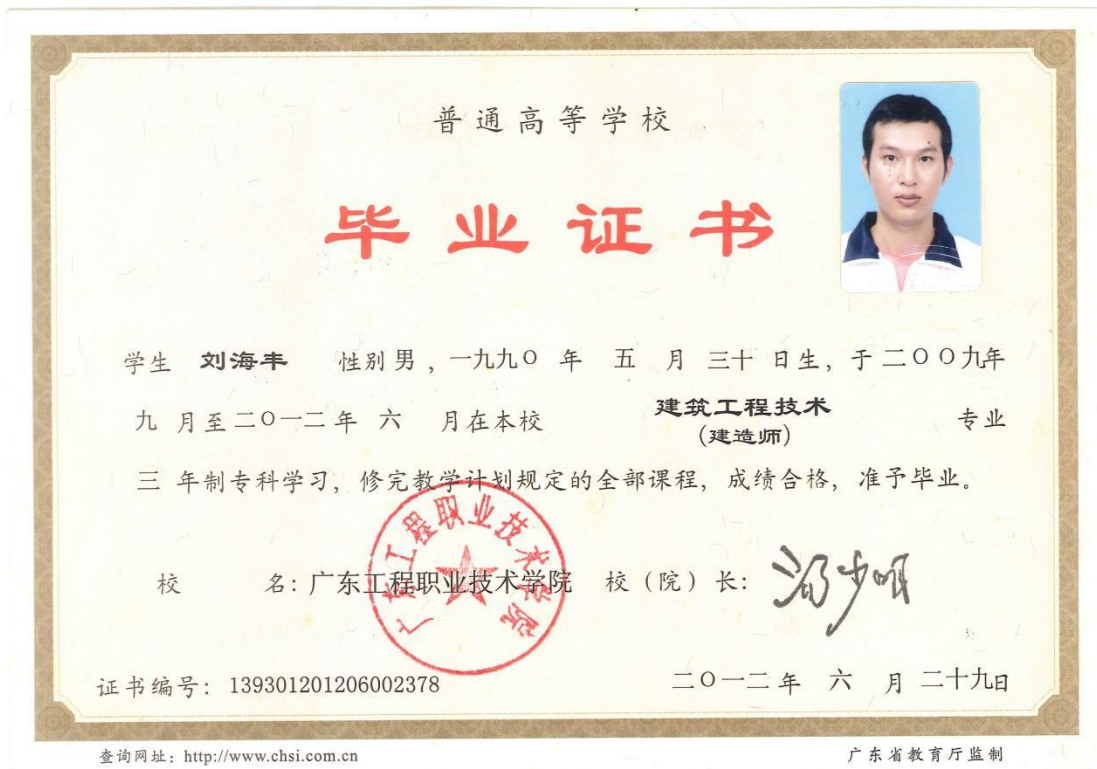 普通高等学校
毕业证书
学生 刘海丰 性别 男 ，一九九〇 年 五 月 三十 日生，于二〇〇九年
九 月至二〇一二年 六 月在本校 建筑工程技术 专业
(建造师)
三 年制专科学习，修完教学计划规定的全部课程，成绩合格，准予毕业。
广东工程职业技术学院
校 名：广东工程职业技术学院 校（院）长：
证书编号：139301201206002378 二〇一二年 六 月 二十九日
查询网址：http://www.chsi.com.cn 广东省教育厅监制